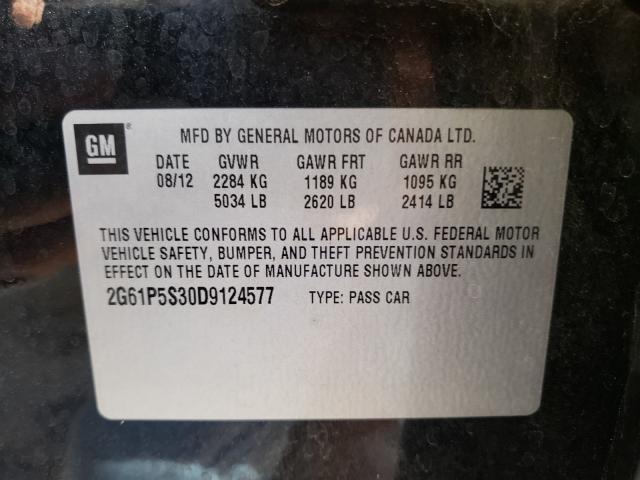 GM®
MFD BY GENERAL MOTORS OF CANADA LTD.
DATE GVWR GAWR FRT GAWR RR
08/12 2284 KG 1189 KG 1095 KG
5034 LB 2620 LB 2414 LB
THIS VEHICLE CONFORMS TO ALL APPLICABLE U.S. FEDERAL MOTOR
VEHICLE SAFETY, BUMPER, AND THEFT PREVENTION STANDARDS IN
EFFECT ON THE DATE OF MANUFACTURE SHOWN ABOVE.
2G61P5S30D9124577 TYPE: PASS CAR